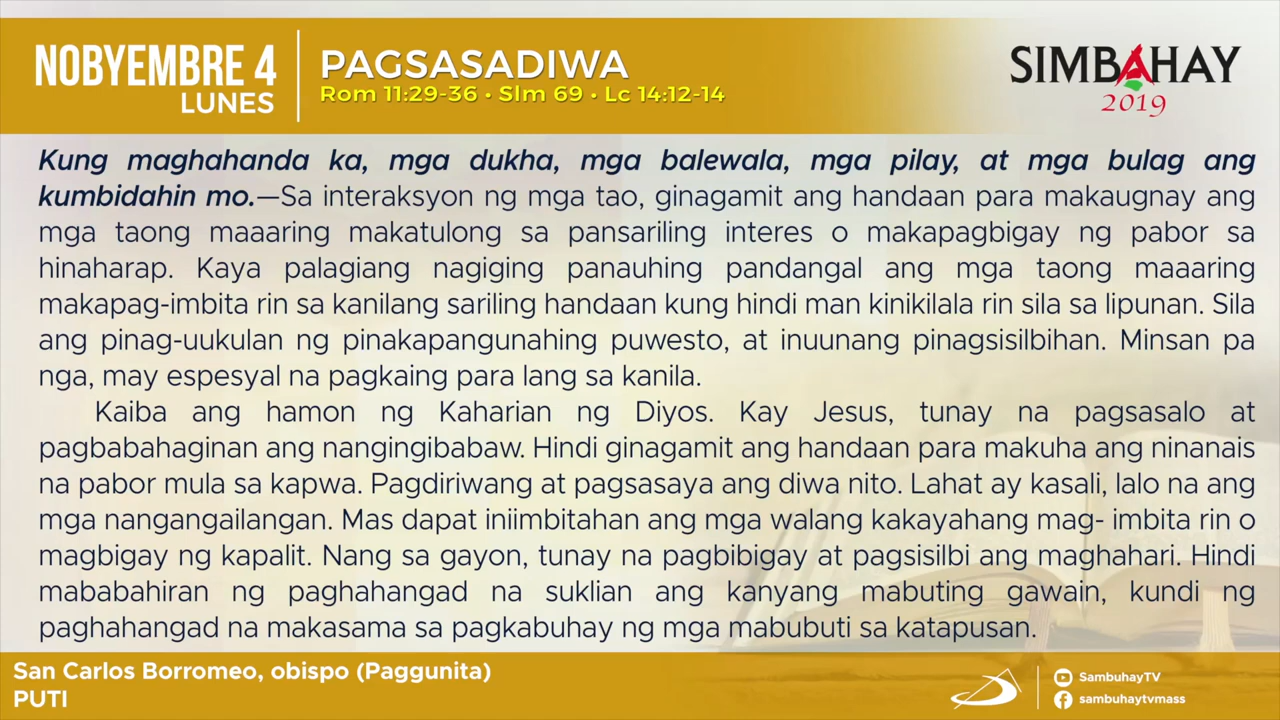 NOBYEMBRE 4
LUNES
PAGSASADIWA
Rom 11:29-36 • Slm 69 • Lc 14:12-14
SIMBAHAY
2019
Kung maghahanda ka, mga dukha, mga balewala, mga pilay, at mga bulag ang
kumbidahin mo.—Sa interaksyon ng mga tao, ginagamit ang handaan para makaugnay ang
mga taong maaaring makatulong sa pansariling interes o makapagbigay ng pabor sa
hinaharap. Kaya palagiang nagiging panauhing pandangal ang mga taong maaaring
makapag-imbita rin sa kanilang sariling handaan kung hindi man kinikilala rin sila sa lipunan. Sila
ang pinag-uukulan ng pinakapangunahing puwesto, at inuunang pinagsisilbihan. Minsan pa
nga, may espesyal na pagkaing para lang sa kanila.
Kaiba ang hamon ng Kaharian ng Diyos. Kay Jesus, tunay na pagsasalo at
pagbabahaginan ang nangingibabaw. Hindi ginagamit ang handaan para makuha ang ninanais
na pabor mula sa kapwa. Pagdiriwang at pagsasaya ang diwa nito. Lahat ay kasali, lalo na ang
mga nangangailangan. Mas dapat iniimbitahan ang mga walang kakayahang mag- imbita rin o
magbigay ng kapalit. Nang sa gayon, tunay na pagbibigay at pagsisilbi ang maghahari. Hindi
mababahiran ng paghahangad na suklian ang kanyang mabuting gawain, kundi ng
paghahangad na makasama sa pagkabuhay ng mga mabubuti sa katapusan.
San Carlos Borromeo, obispo (Paggunita)
PUTI
SambuhayTV
sambuhaytvmass